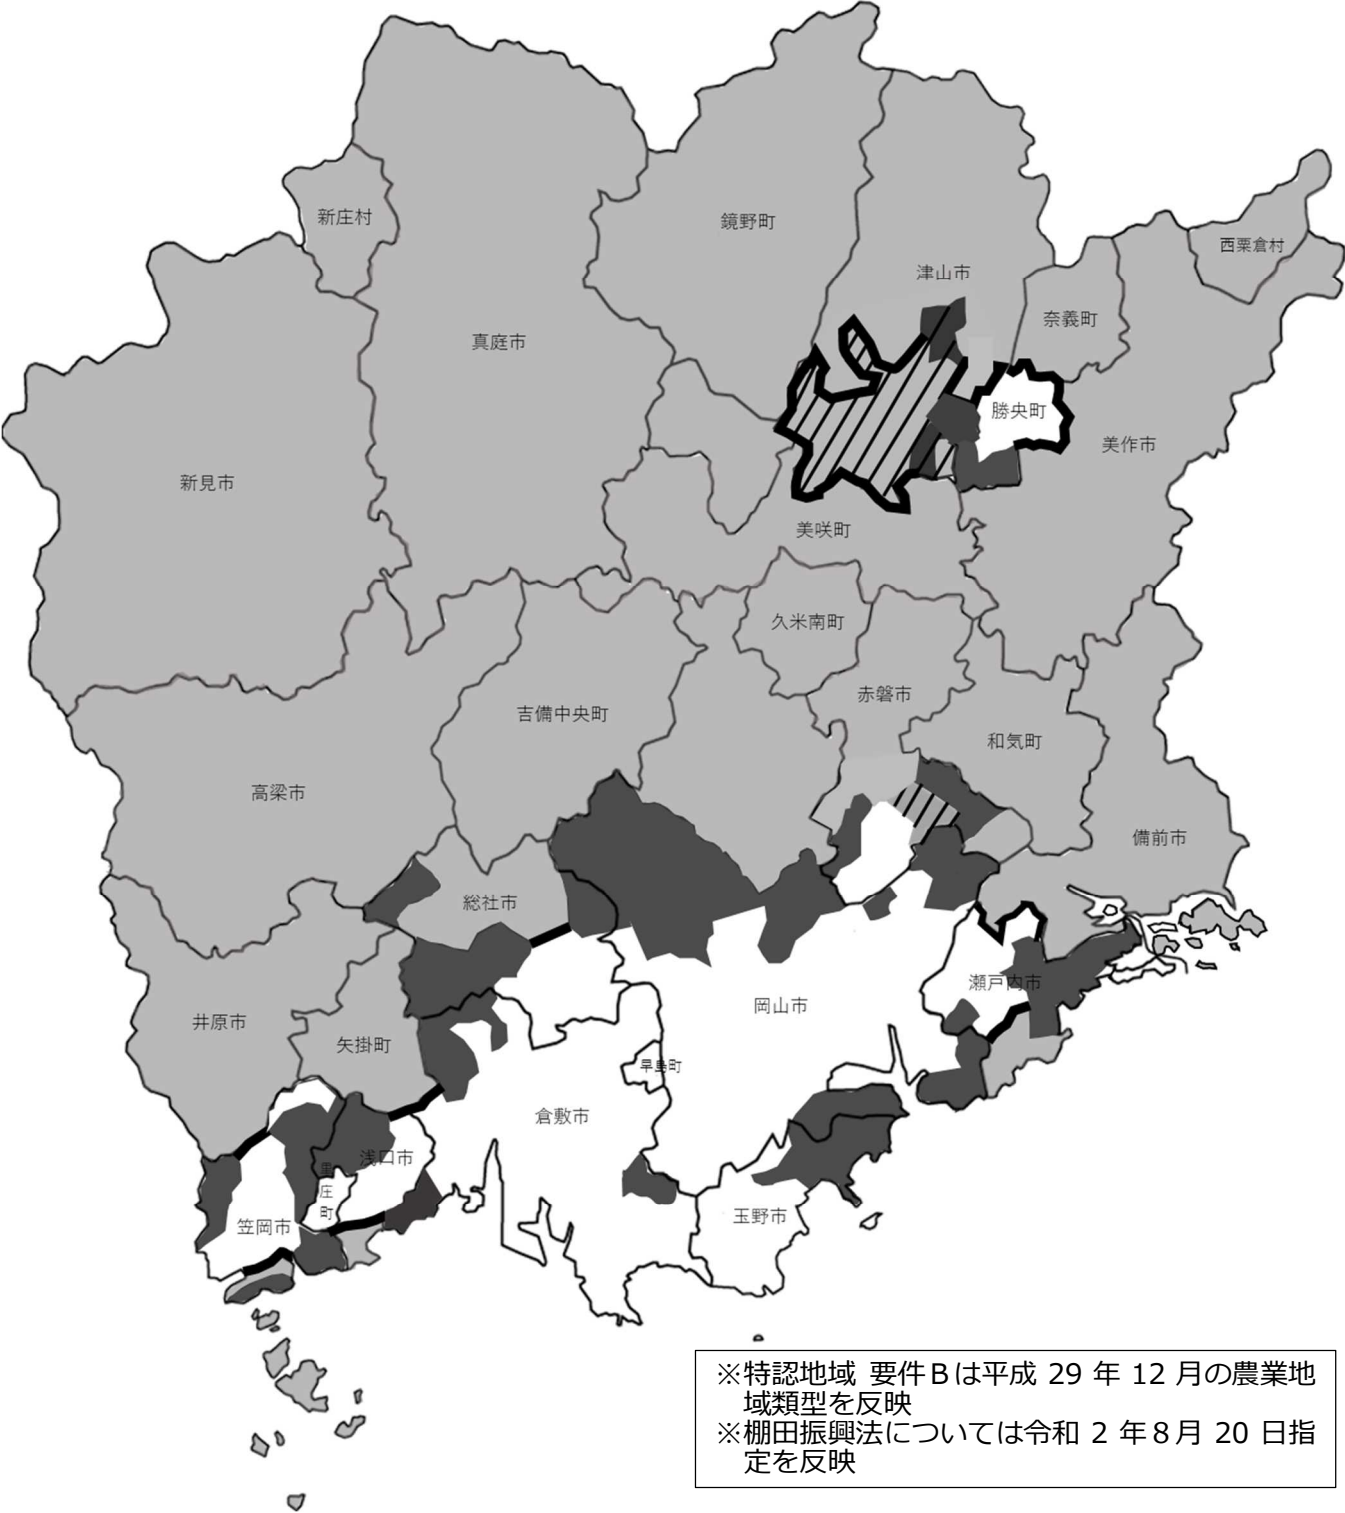 新庄村
鏡野町
西粟倉村
津山市
奈義町
真庭市
勝央町
美作市
新見市
美咲町
久米南町
赤磐市
吉備中央町
和気町
高梁市
備前市
総社市
瀬戸内市
岡山市
井原市
矢掛町
早島町
倉敷市
浅口市
里
庄
町
笠岡市
玉野市
※特認地域 要件Ｂは平成 29 年 12 月の農業地
域類型を反映
※棚田振興法については令和 2 年８月 20 日指
定を反映